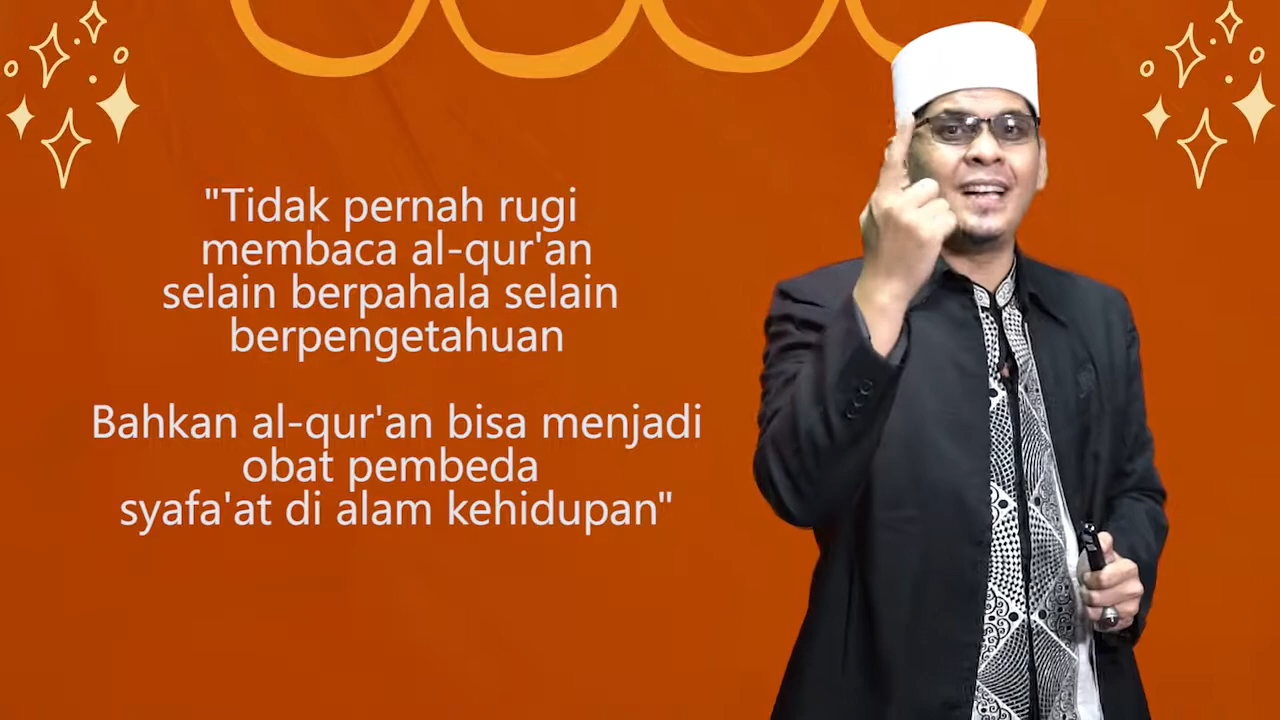 "Tidak pernah rugi
membaca al-qur'an
selain berpahala selain
berpengetahuan
Bahkan al-qur'an bisa menjadi
obat pembeda
syafa'at di alam kehidupan"